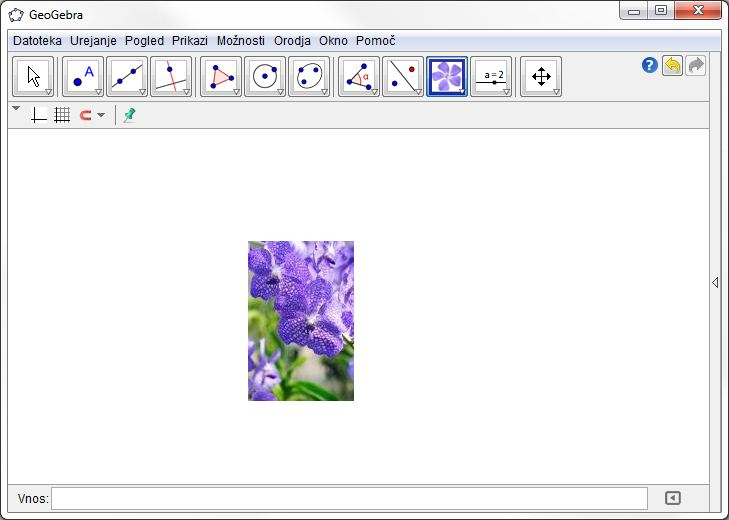 GeoGebra
Datoteka Urejanje Pogled Prikazi Možnosti Orodja Okno Pomoč
A
α
a = 2
?
Vnos: